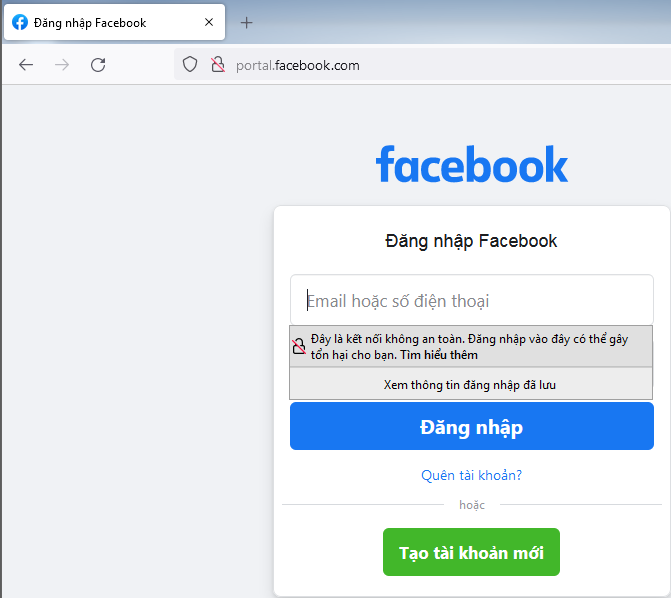 Đăng nhập Facebook
portal.facebook.com
facebook
Đăng nhập Facebook
Email hoặc số điện thoại
Đây là kết nối không an toàn. Đăng nhập vào đây có thể gây
tổn hại cho bạn. Tìm hiểu thêm
Xem thông tin đăng nhập đã lưu
Đăng nhập
Quên tài khoản?
hoặc
Tạo tài khoản mới